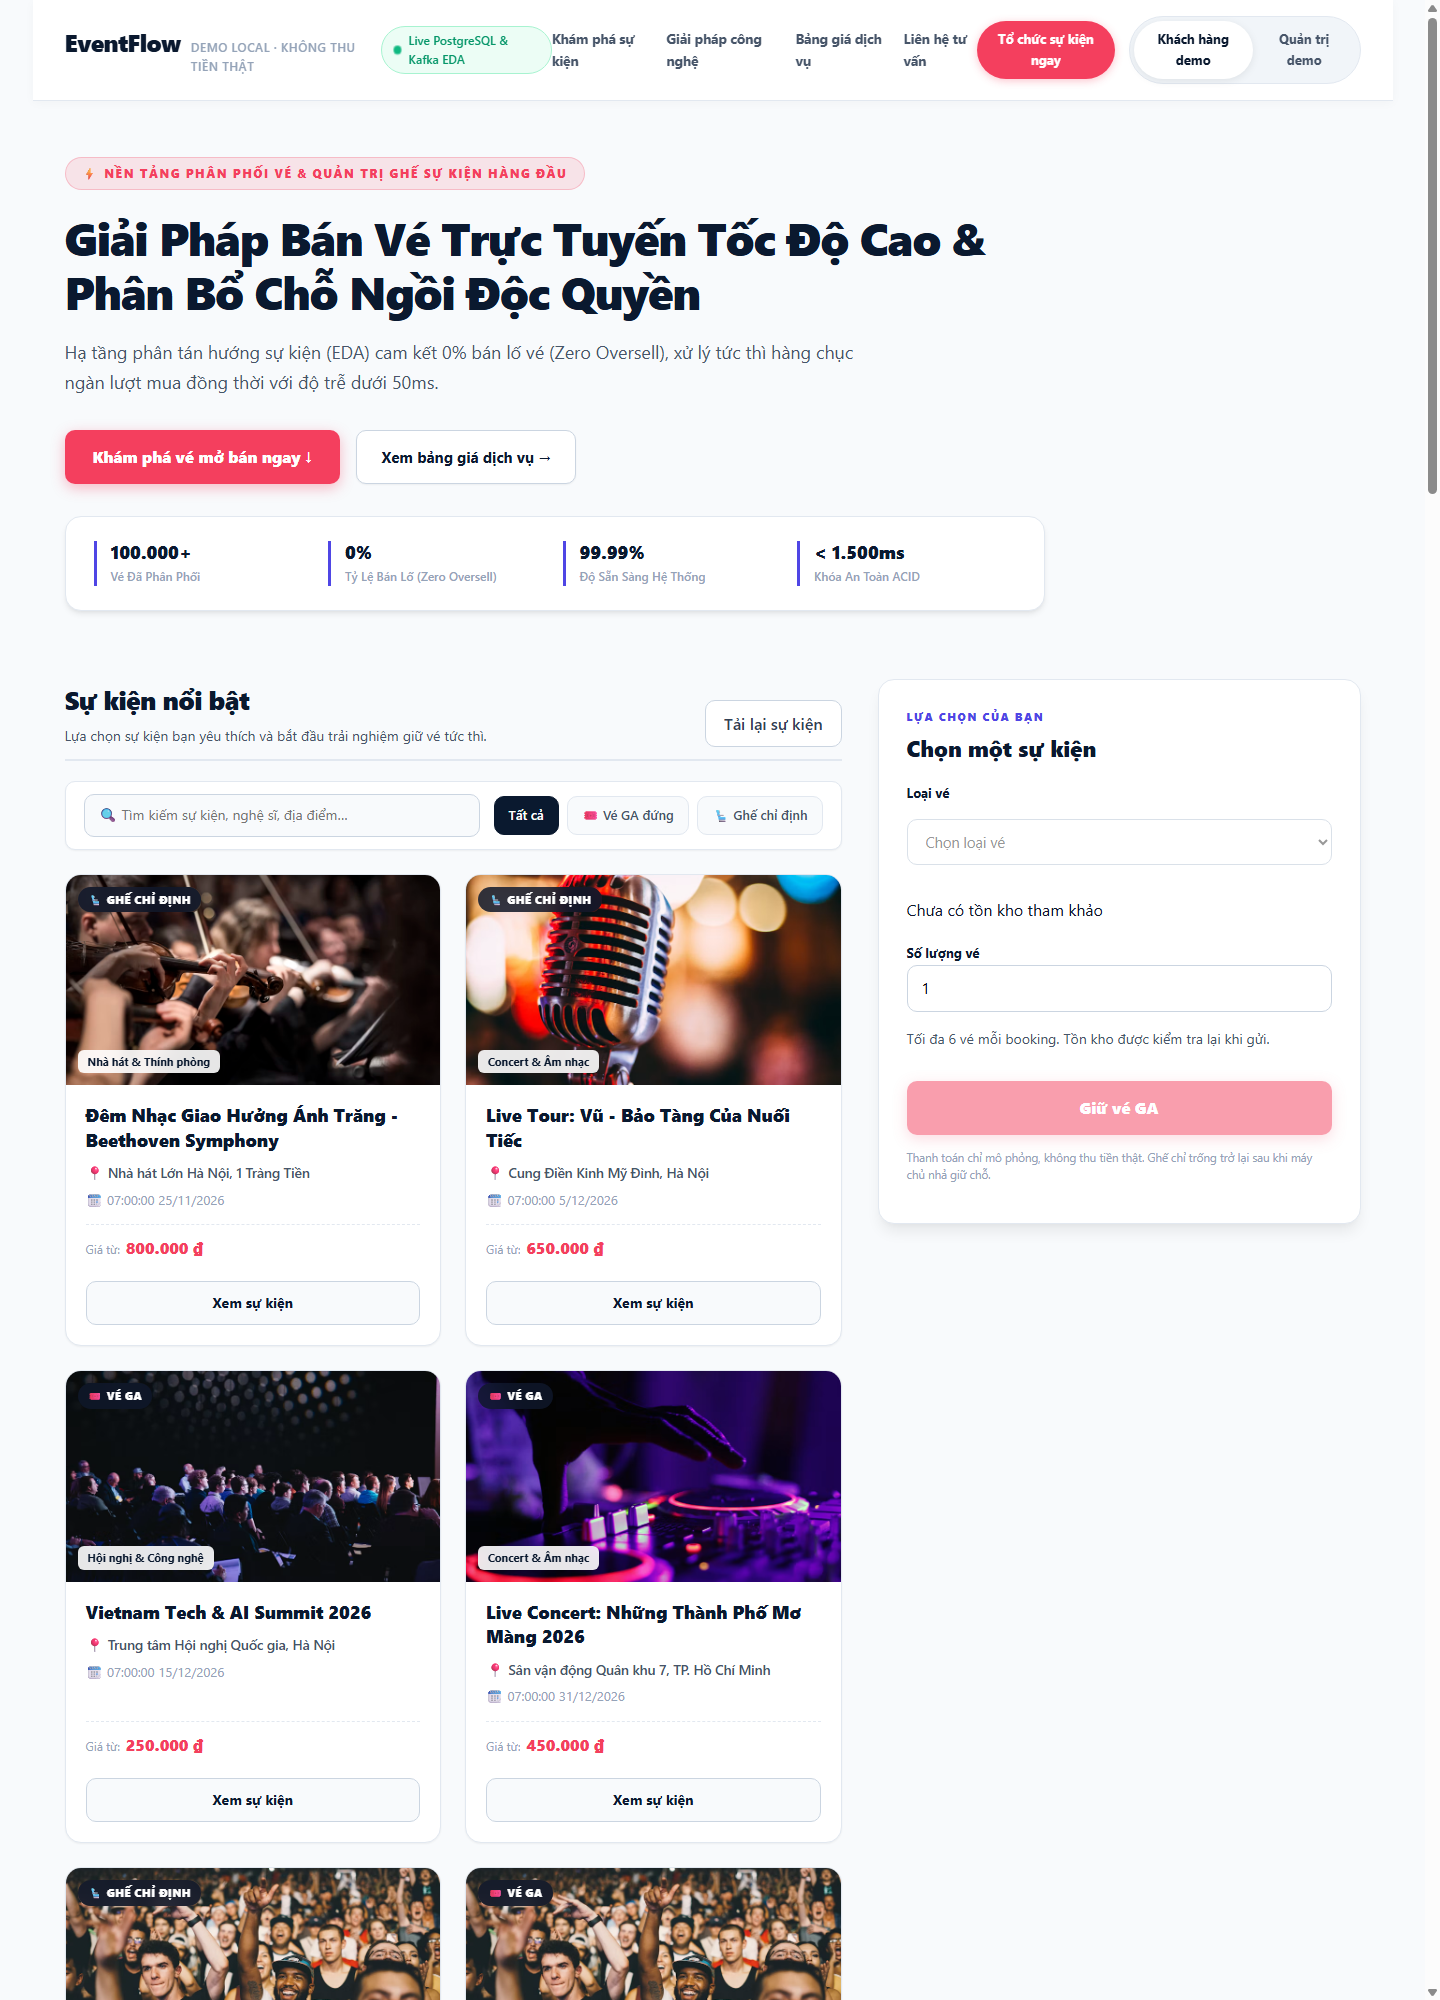 EventFlow
DEMO LOCAL · KHÔNG THU
TIỀN THẬT
Live PostgreSQL &
Kafka EDA
Khám phá sự
kiện
Giải pháp công
nghệ
Bảng giá dịch
vụ
Liên hệ tư
vấn
Tổ chức sự kiện
ngay
Khách hàng
demo
Quản trị
demo
NỀN TẢNG PHÂN PHỐI VÉ & QUẢN TRỊ GHẾ SỰ KIỆN HÀNG ĐẦU
Giải Pháp Bán Vé Trực Tuyến Tốc Độ Cao &
Phân Bổ Chỗ Ngồi Độc Quyền
Hạ tầng phân tán hướng sự kiện (EDA) cam kết 0% bán lố vé (Zero Oversell), xử lý tức thì hàng chục
ngàn lượt mua đồng thời với độ trễ dưới 50ms.
Khám phá vé mở bán ngay ↓
Xem bảng giá dịch vụ →
100.000+
Vé Đã Phân Phối
0%
Tỷ Lệ Bán Lố (Zero Oversell)
99.99%
Độ Sẵn Sàng Hệ Thống
< 1.500ms
Khóa An Toàn ACID
Sự kiện nổi bật
Lựa chọn sự kiện bạn yêu thích và bắt đầu trải nghiệm giữ vé tức thì.
Tải lại sự kiện
Tìm kiếm sự kiện, nghệ sĩ, địa điểm...
Tất cả
Vé GA đứng
Ghế chỉ định
GHẾ CHỈ ĐỊNH
Nhà hát & Thính phòng
Đêm Nhạc Giao Hưởng Ánh Trăng -
Beethoven Symphony
Nhà hát Lớn Hà Nội, 1 Tràng Tiền
07:00:00 25/11/2026
Giá từ: 800.000 ₫
Xem sự kiện
GHẾ CHỈ ĐỊNH
Concert & Âm nhạc
Live Tour: Vũ - Bảo Tàng Của Nuối
Tiếc
Cung Điền Kinh Mỹ Đình, Hà Nội
07:00:00 5/12/2026
Giá từ: 650.000 ₫
Xem sự kiện
VÉ GA
Hội nghị & Công nghệ
Vietnam Tech & AI Summit 2026
Trung tâm Hội nghị Quốc gia, Hà Nội
07:00:00 15/12/2026
Giá từ: 250.000 ₫
Xem sự kiện
VÉ GA
Concert & Âm nhạc
Live Concert: Những Thành Phố Mơ
Màng 2026
Sân vận động Quân khu 7, TP. Hồ Chí Minh
07:00:00 31/12/2026
Giá từ: 450.000 ₫
Xem sự kiện
GHẾ CHỈ ĐỊNH
VÉ GA
LỰA CHỌN CỦA BẠN
Chọn một sự kiện
Loại vé
Chọn loại vé
Chưa có tồn kho tham khảo
Số lượng vé
1
Tối đa 6 vé mỗi booking. Tồn kho được kiểm tra lại khi gửi.
Giữ vé GA
Thanh toán chỉ mô phỏng, không thu tiền thật. Ghế chỉ trống trở lại sau khi máy
chủ nhả giữ chỗ.